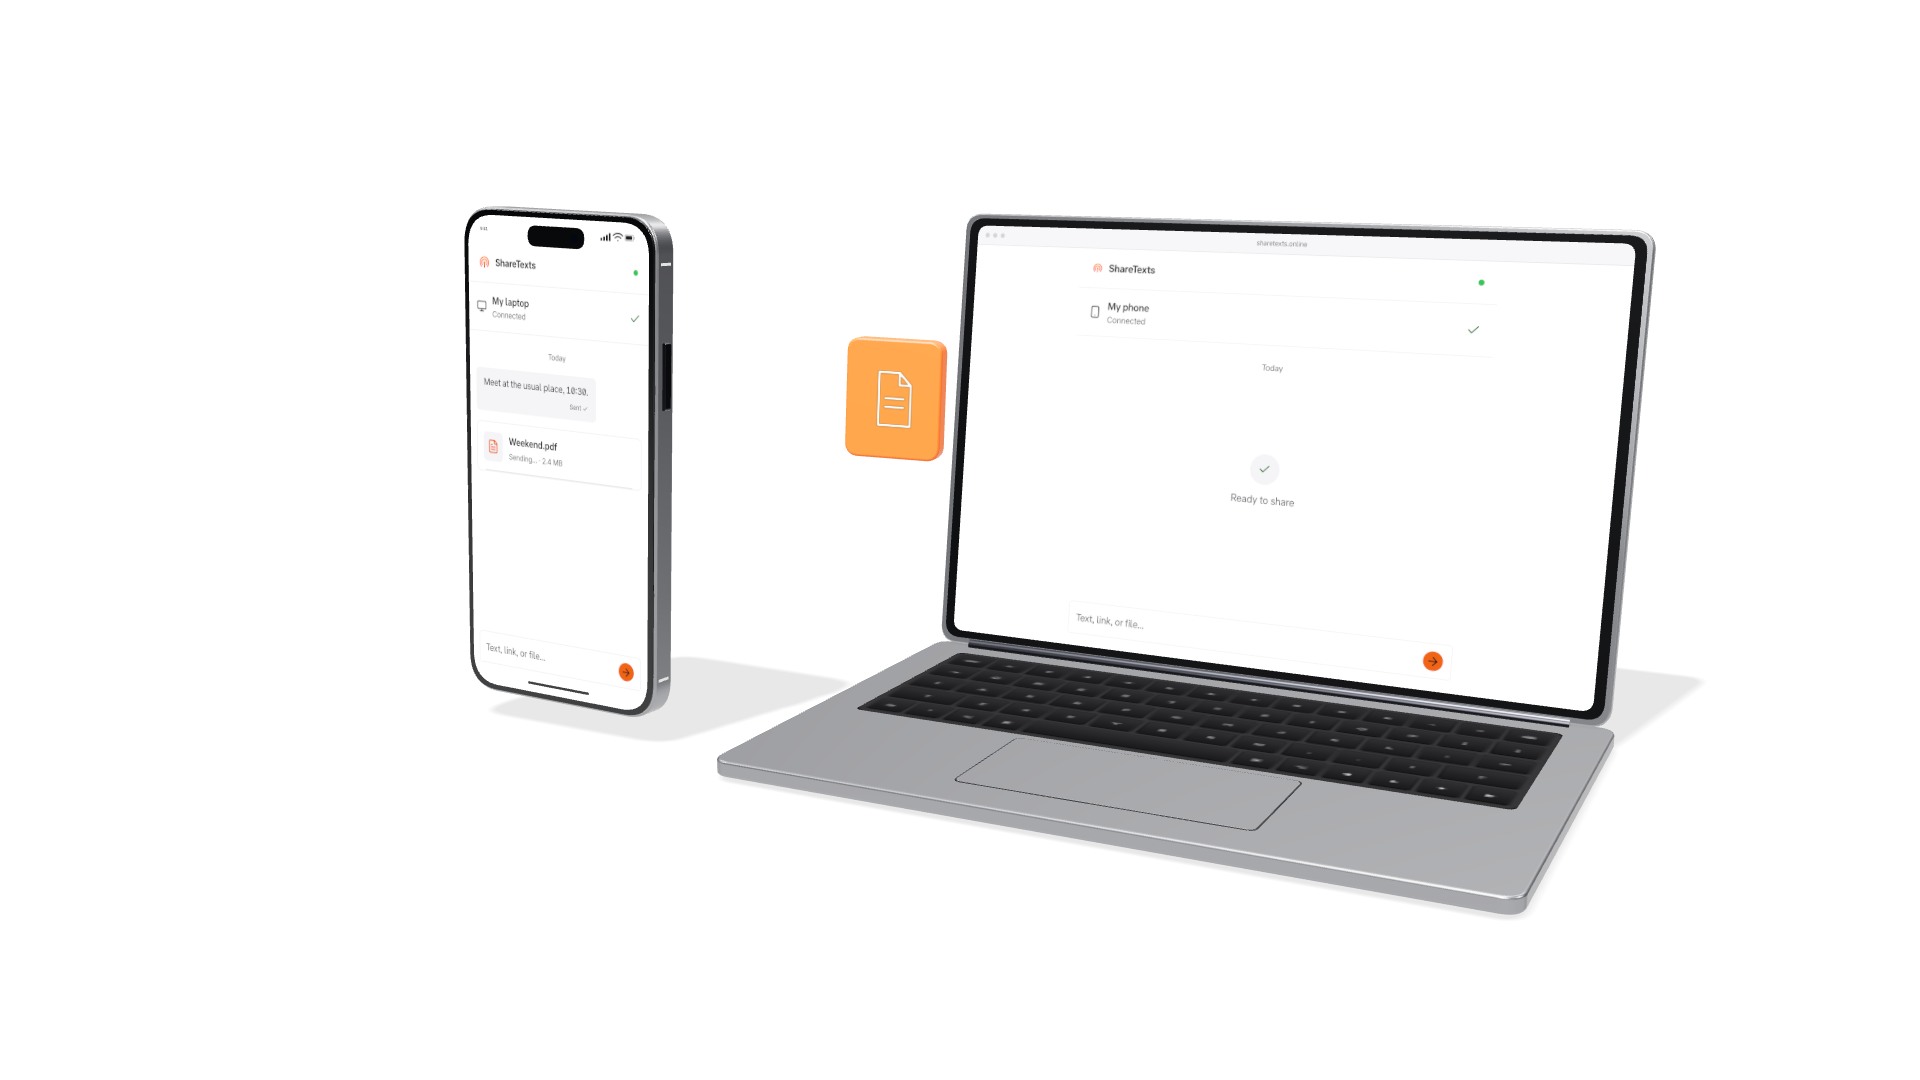 ShareTexts
My laptop
Connected
Today
Meet at the usual place, 10:30.
Sent ✓
Weekend.pdf
Sending... · 2.4 MB
Text, link, or file...
sharetexts.online
ShareTexts
My phone
Connected
Today
Ready to share
Text, link, or file...